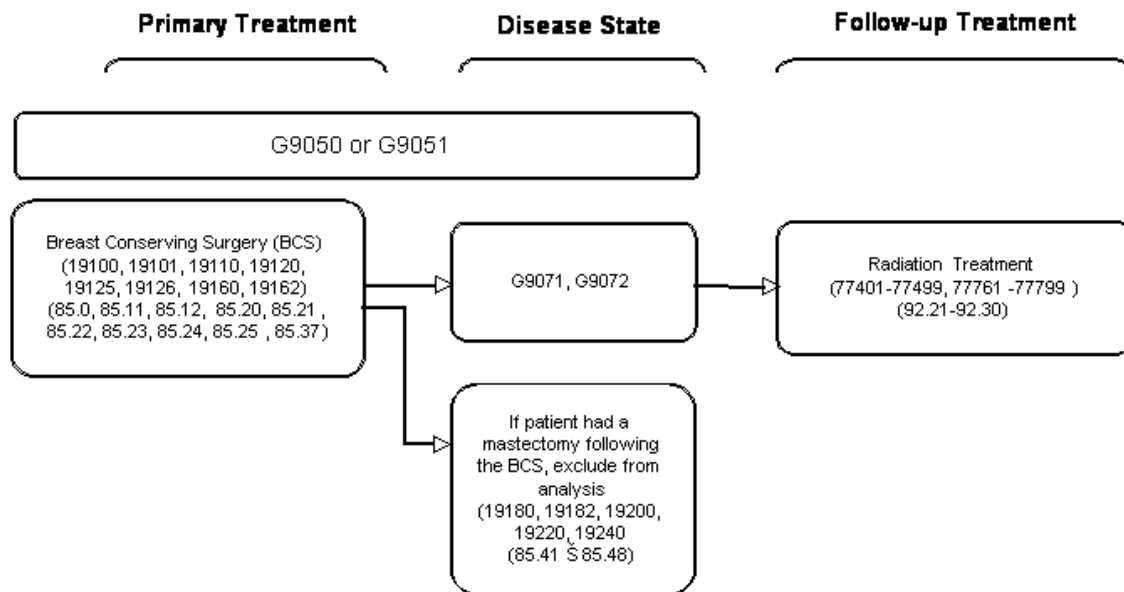 Primary Treatment
Disease State
Follow-up Treatment
G9050 or G9051
Breast Conserving Surgery (BCS)
(19100, 19101, 19110, 19120,
19125, 19126, 19160, 19162)
(85.0, 85.11, 85.12, 85.20, 85.21 ,
85.22, 85.23, 85.24, 85.25 , 85.37)
G9071, G9072
Radiation Treatment
(77401-77499, 77761 -77799 )
(92.21-92.30)
If patient had a
mastectomy following
the BCS, exclude from
analysis
(19180, 19182, 19200,
19220, 19240
(85.41 Š 85.48)